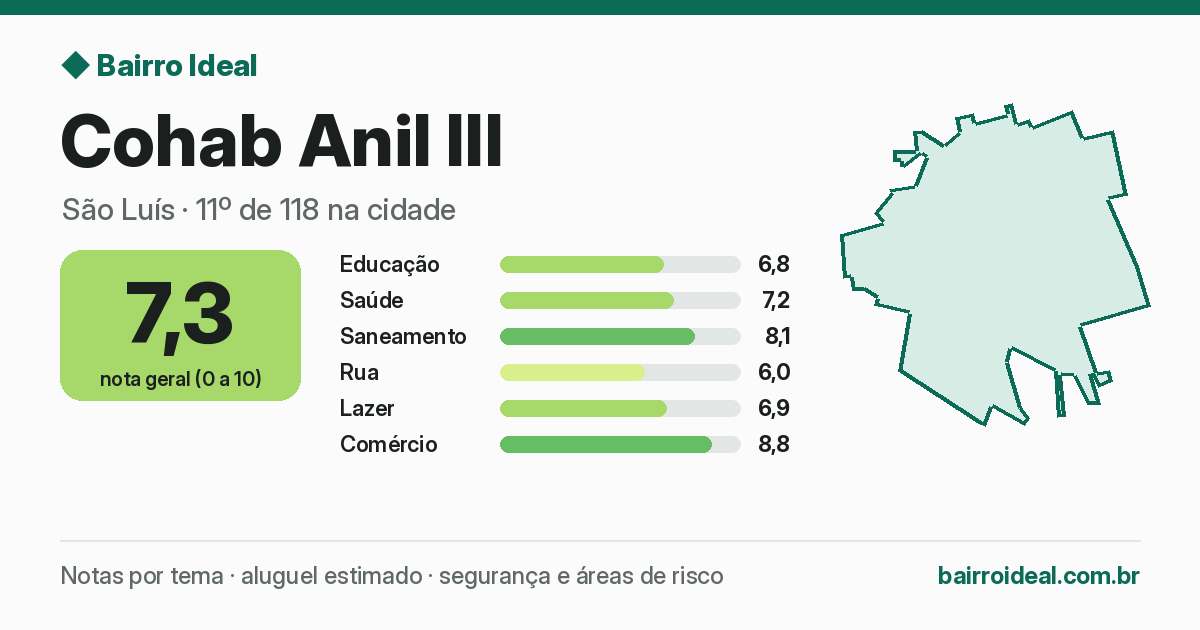 Bairro Ideal
Cohab Anil III
São Luís · 11º de 118 na cidade
7,3
nota geral (0 a 10)
Educação 6,8
Saúde 7,2
Saneamento 8,1
Rua 6,0
Lazer 6,9
Comércio 8,8
Notas por tema · aluguel estimado · segurança e áreas de risco
bairroideal.com.br